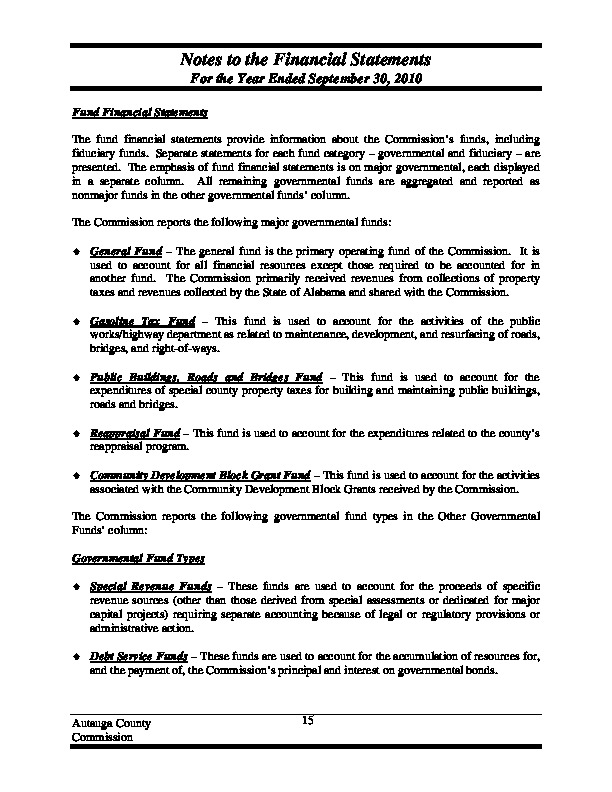 Notes to the Financial Statements
For the Year Ended September 30, 2010
Fund Financial Statements
The fund financial statements provide information about the Commission's funds, including
fiduciary funds. Separate statements for each fund category – governmental and fiduciary – are
presented. The emphasis of fund financial statements is on major governmental, each displayed
in a separate column. All remaining governmental funds are aggregated and reported as
nonmajor funds in the other governmental funds' column.
The Commission reports the following major governmental funds:
♦ General Fund – The general fund is the primary operating fund of the Commission. It is
used to account for all financial resources except those required to be accounted for in
another fund. The Commission primarily received revenues from collections of property
taxes and revenues collected by the State of Alabama and shared with the Commission.
♦ Gasoline Tax Fund – This fund is used to account for the activities of the public
works/highway department as related to maintenance, development, and resurfacing of roads,
bridges, and right-of-ways.
♦ Public Buildings, Roads and Bridges Fund – This fund is used to account for the
expenditures of special county property taxes for building and maintaining public buildings,
roads and bridges.
♦ Reappraisal Fund – This fund is used to account for the expenditures related to the county's
reappraisal program.
♦ Community Development Block Grant Fund – This fund is used to account for the activities
associated with the Community Development Block Grants received by the Commission.
The Commission reports the following governmental fund types in the Other Governmental
Funds' column:
Governmental Fund Types
♦ Special Revenue Funds – These funds are used to account for the proceeds of specific
revenue sources (other than those derived from special assessments or dedicated for major
capital projects) requiring separate accounting because of legal or regulatory provisions or
administrative action.
♦ Debt Service Funds – These funds are used to account for the accumulation of resources for,
and the payment of, the Commission's principal and interest on governmental bonds.
Autauga County 15
Commission